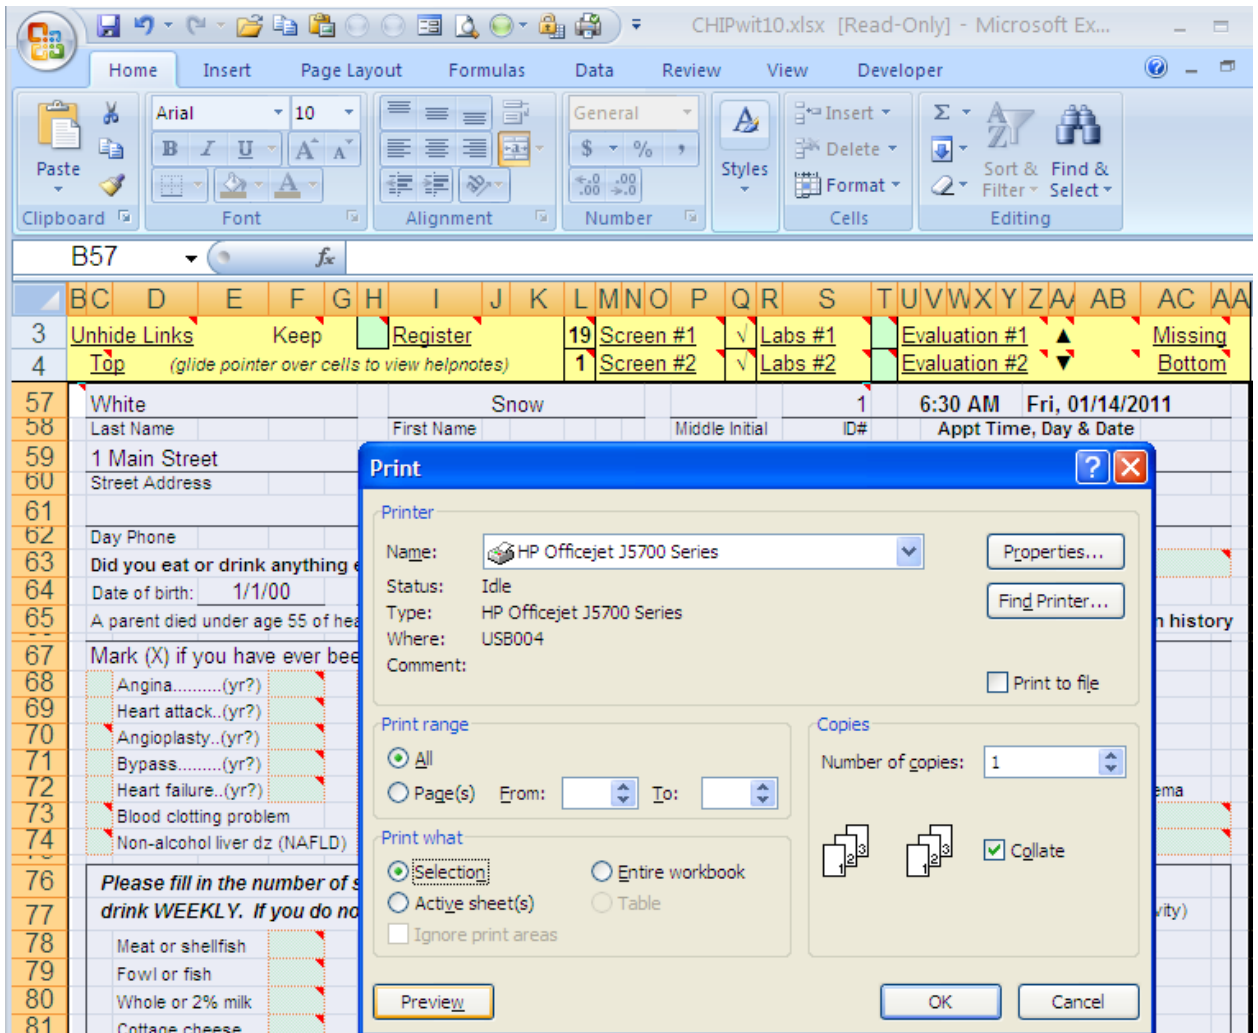 CHIPwit10.xlsx [Read-Only] - Microsoft Ex...
Home Insert Page Layout Formulas Data Review View Developer
Arial 10 General
Paste B I U A A $ % , Styles Insert Delete Format Σ Sort & Filter Find & Select
Clipboard Font Alignment Number Cells Editing
B57 fx
B C D E F G H I J K L M N O P Q R S T U V W X Y Z AA AB AC AA
3 Unhide Links Keep Register 19 Screen #1 √ Labs #1 Evaluation #1 ▲ Missing
4 Top (glide pointer over cells to view helpnotes) 1 Screen #2 √ Labs #2 Evaluation #2 ▼ Bottom
57 White Snow 1 6:30 AM Fri, 01/14/2011
58 Last Name First Name Middle Initial ID# Appt Time, Day & Date
59 1 Main Street
60 Street Address
61
62 Day Phone
63 Did you eat or drink anything e
64 Date of birth: 1/1/00
65 A parent died under age 55 of hea n history
67 Mark (X) if you have ever bee
68 Angina..........(yr?)
69 Heart attack..(yr?)
70 Angioplasty..(yr?)
71 Bypass.........(yr?)
72 Heart failure..(yr?) ema
73 Blood clotting problem
74 Non-alcohol liver dz (NAFLD)
76 Please fill in the number of s
77 drink WEEKLY. If you do no vity)
78 Meat or shellfish
79 Fowl or fish
80 Whole or 2% milk
81 Cottage cheese
Print
Printer
Name: HP Officejet J5700 Series Properties...
Status: Idle Find Printer...
Type: HP Officejet J5700 Series
Where: USB004
Comment:
Print to file
Print range
All
Page(s) From: To:
Copies
Number of copies: 1
1 2 3 1 2 3 Collate
Print what
Selection Entire workbook
Active sheet(s) Table
Ignore print areas
Preview OK Cancel